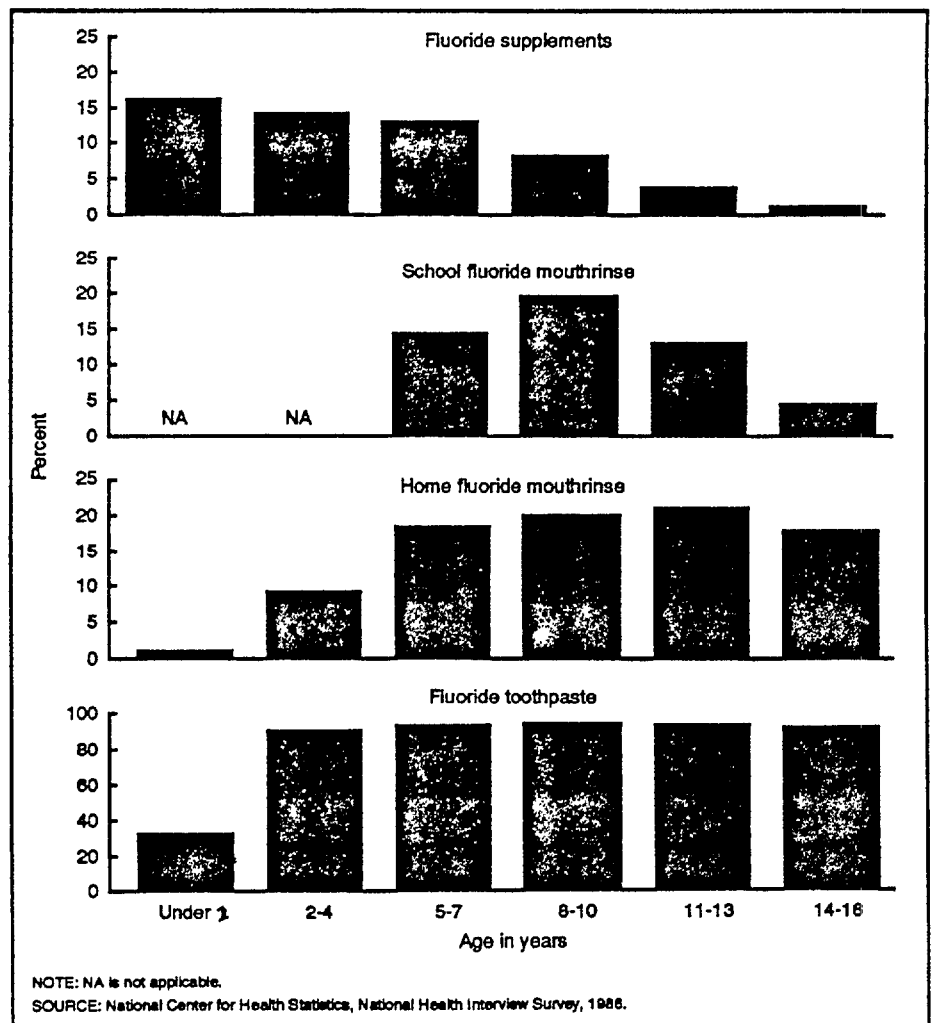 Fluoride supplements
25
20
15
10
5
0
School fluoride mouthrinse
25
20
15
10
5
0
NA NA
Home fluoride mouthrinse
25
20
15
10
5
0
Fluoride toothpaste
100
80
60
40
20
0
Percent
Under 2 2-4 5-7 8-10 11-13 14-16
Age in years
NOTE: NA is not applicable.
SOURCE: National Center for Health Statistics, National Health Interview Survey, 1986.